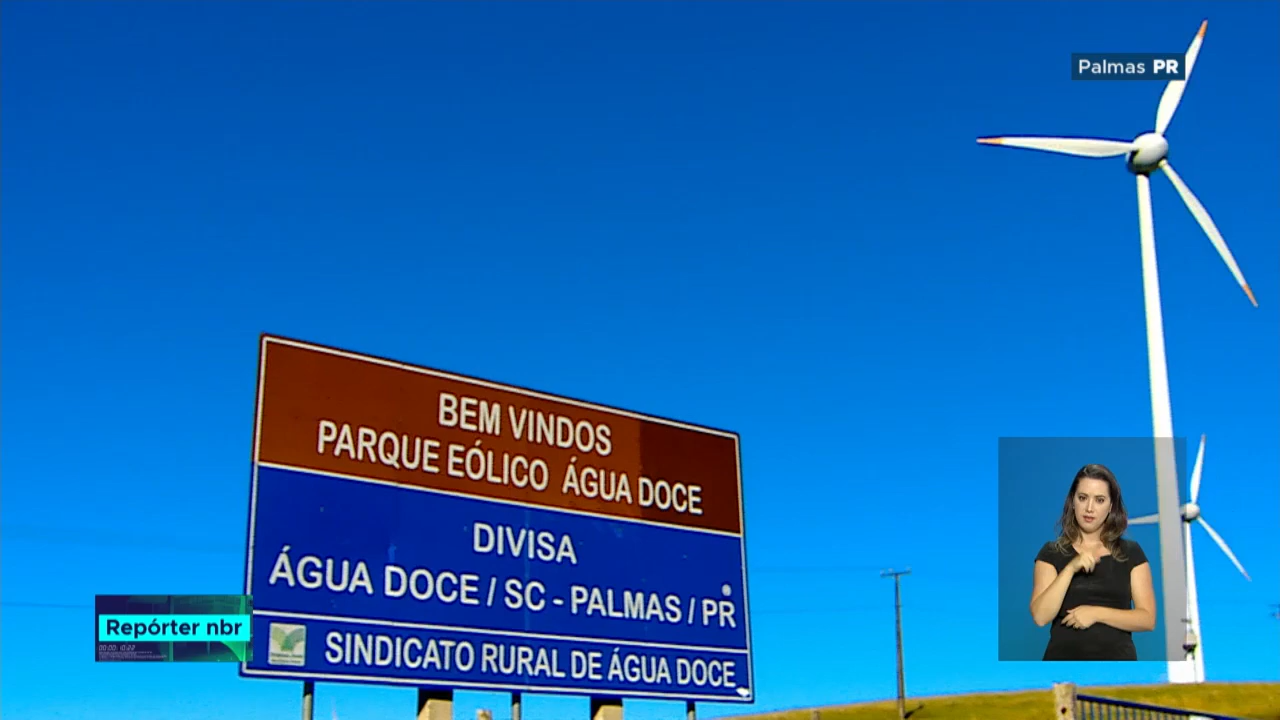 Palmas PR
BEM VINDOS
PARQUE EÓLICO ÁGUA DOCE
DIVISA
ÁGUA DOCE / SC - PALMAS / PR
SINDICATO RURAL DE ÁGUA DOCE
Repórter nbr